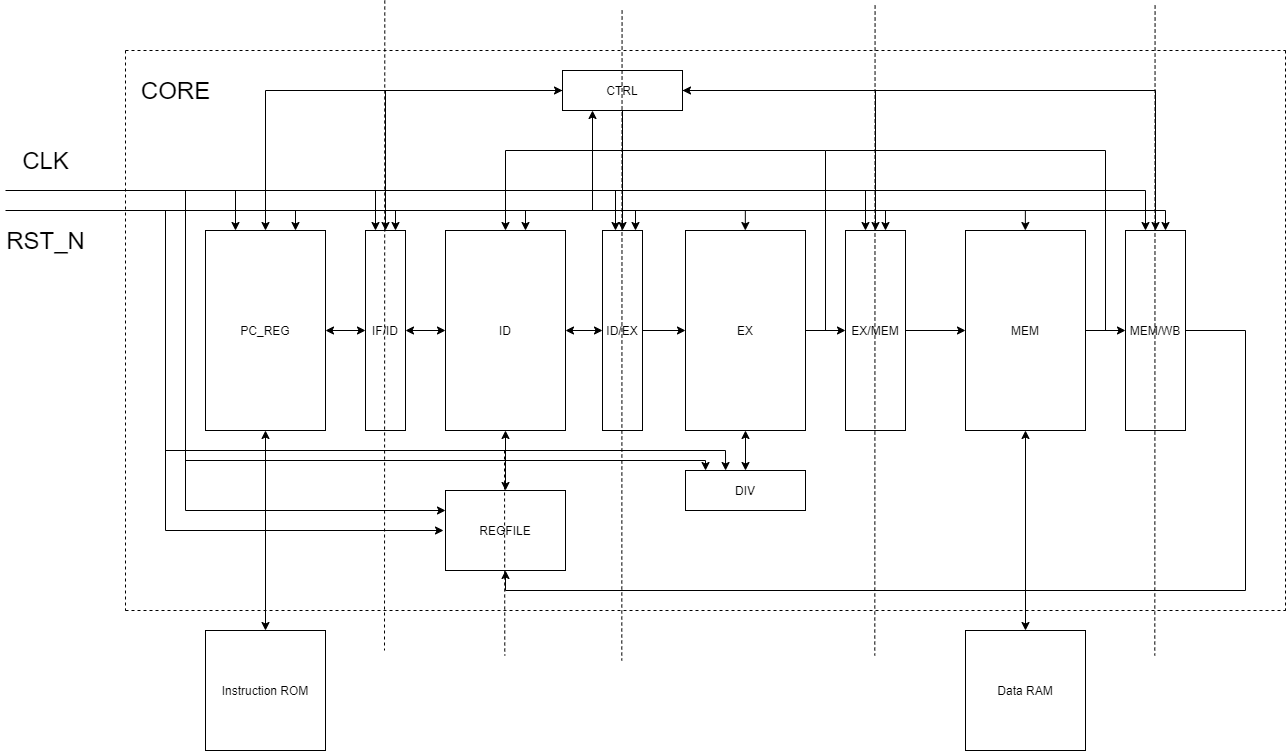 CORE
CTRL
CLK
RST_N
PC_REG
IF/ID
ID
ID/EX
EX
EX/MEM
MEM
MEM/WB
DIV
REGFILE
Instruction ROM
Data RAM